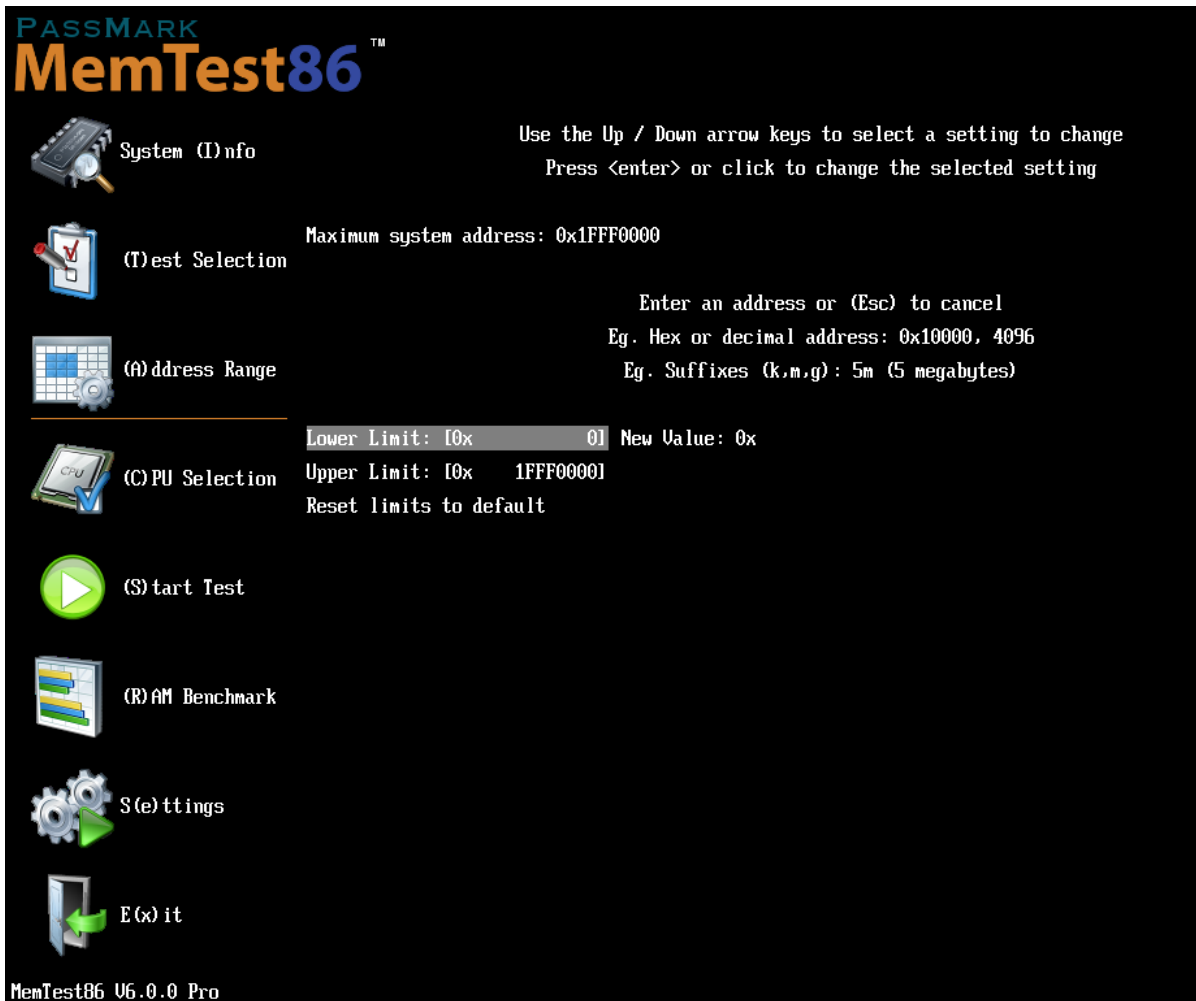 PASSMARK
MemTest86™
System (I)nfo
Use the Up / Down arrow keys to select a setting to change
Press <enter> or click to change the selected setting
(T)est Selection
Maximum system address: 0x1FFF0000
Enter an address or (Esc) to cancel
Eg. Hex or decimal address: 0x10000, 4096
Eg. Suffixes (k,m,g): 5m (5 megabytes)
(A)ddress Range
Lower Limit: [0x 0] New Value: 0x
Upper Limit: [0x 1FFF0000]
Reset limits to default
CPU
(C)PU Selection
(S)tart Test
(R)AM Benchmark
S(e)ttings
E(x)it
MemTest86 V6.0.0 Pro